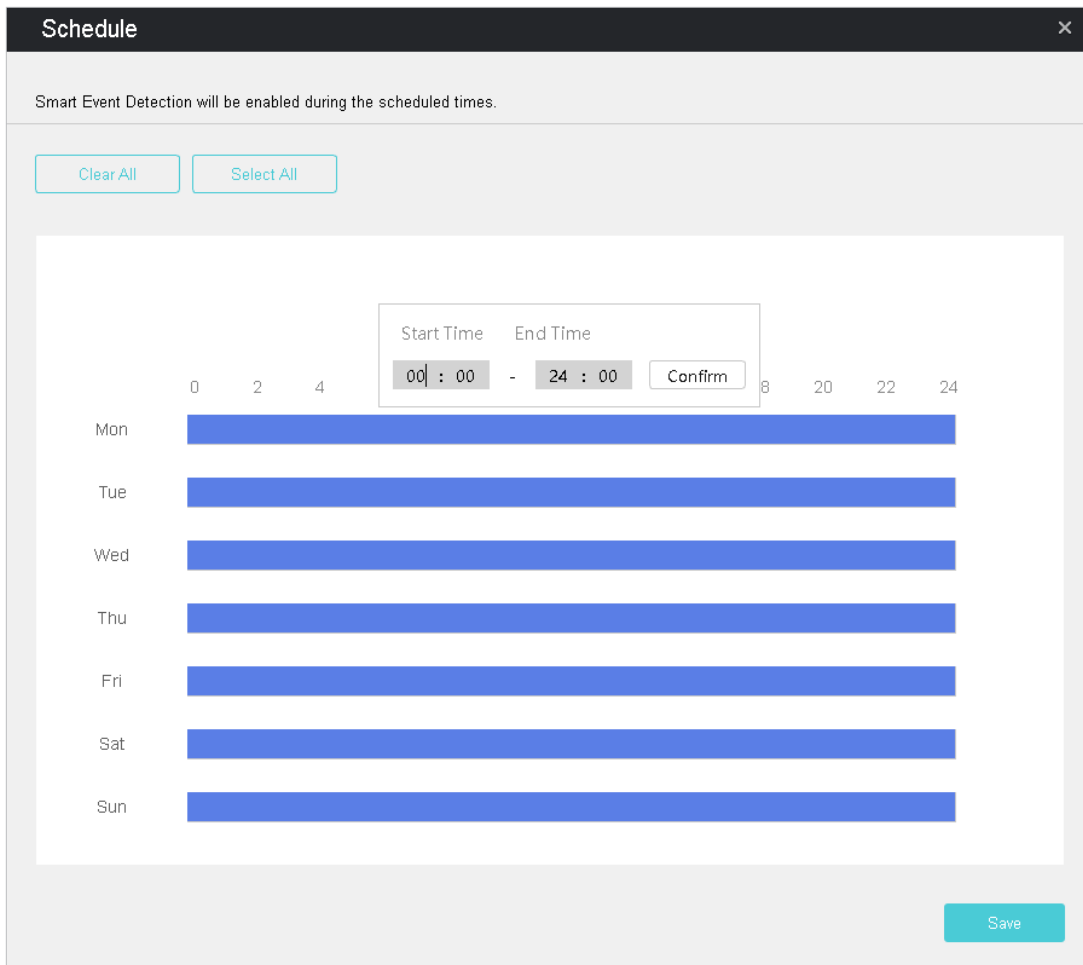 Schedule ×
Smart Event Detection will be enabled during the scheduled times.
Clear All Select All
Start Time End Time
00 : 00 - 24 : 00 Confirm
0 2 4 8 20 22 24
Mon
Tue
Wed
Thu
Fri
Sat
Sun
Save